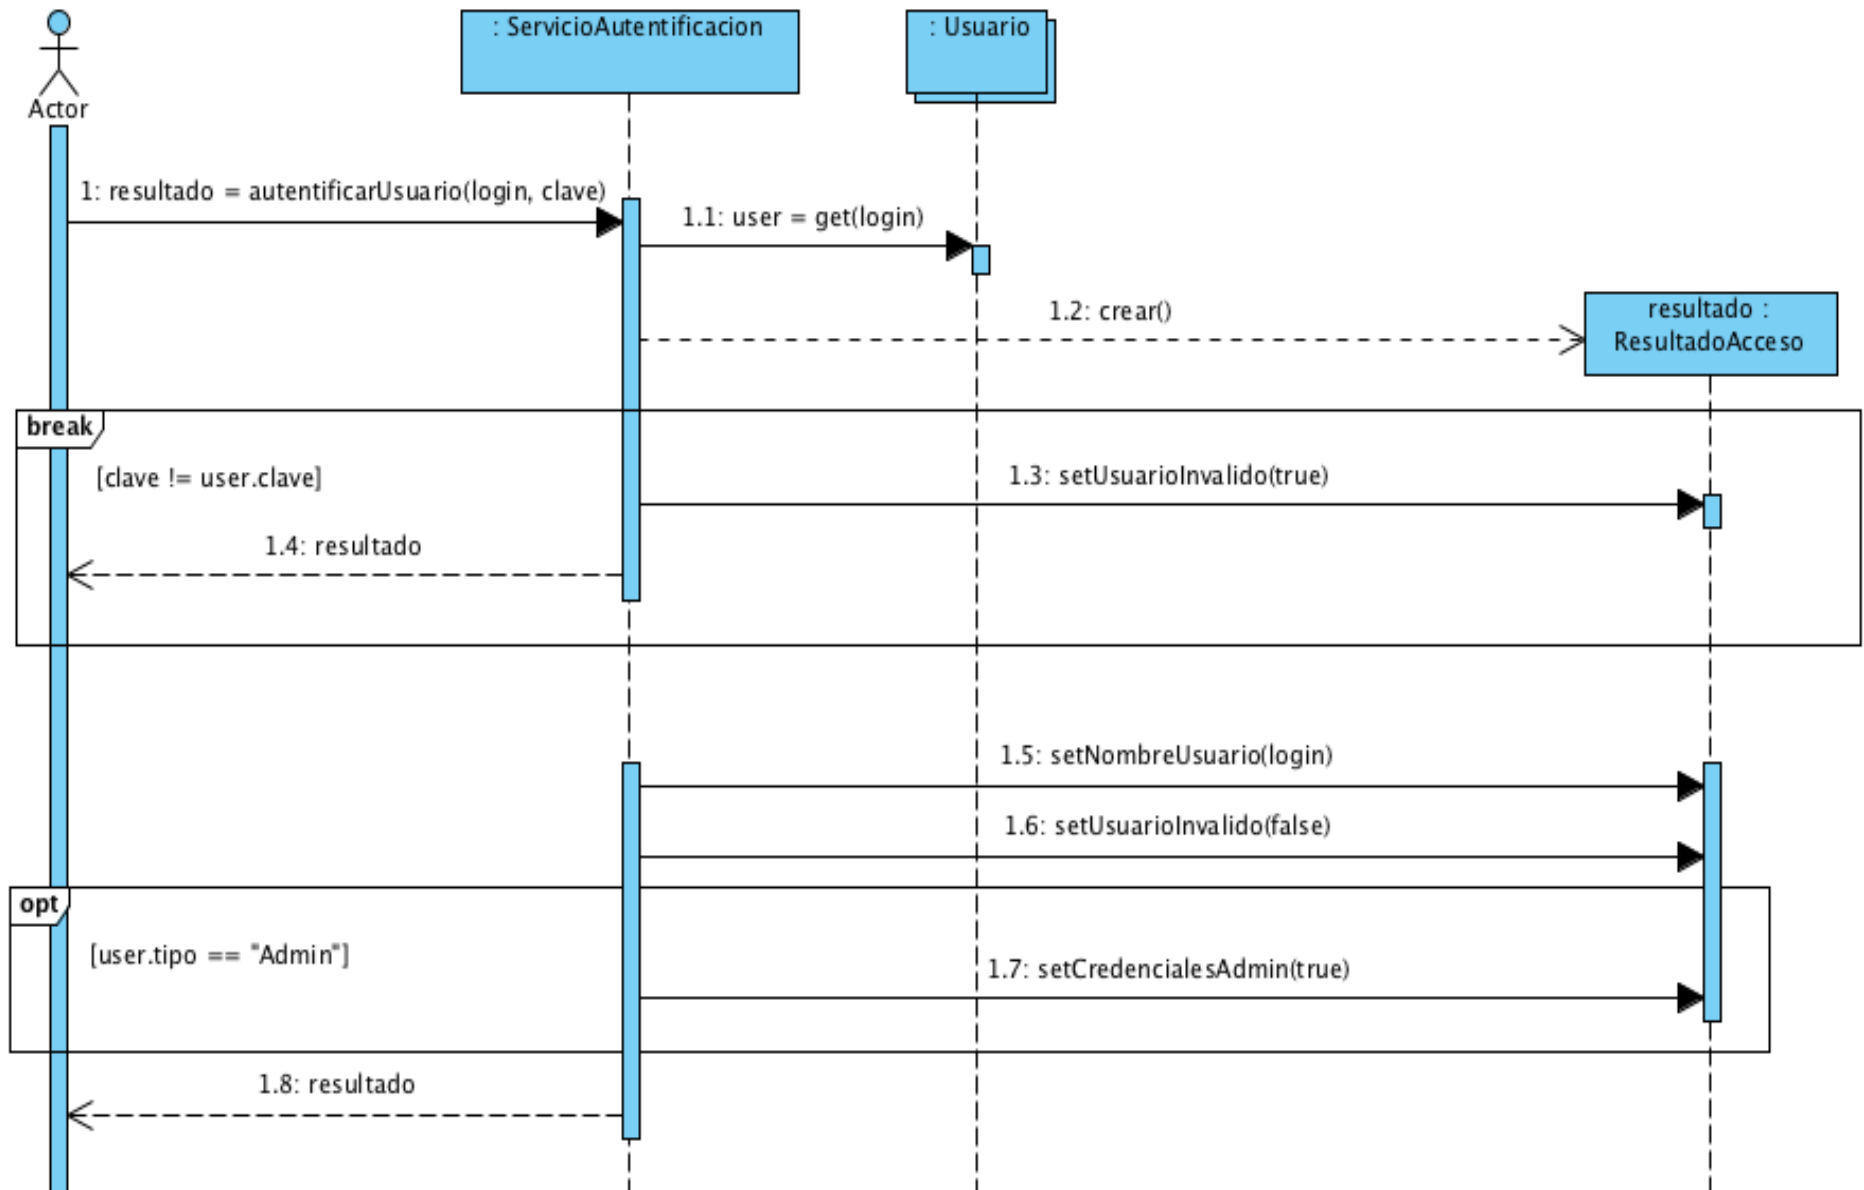 : ServicioAutentificacion
: Usuario
Actor
1: resultado = autentificarUsuario(login, clave)
1.1: user = get(login)
1.2: crear()
resultado :
ResultadoAcceso
break
[clave != user.clave]
1.3: setUsuarioInvalido(true)
1.4: resultado
1.5: setNombreUsuario(login)
1.6: setUsuarioInvalido(false)
opt
[user.tipo == "Admin"]
1.7: setCredencialesAdmin(true)
1.8: resultado